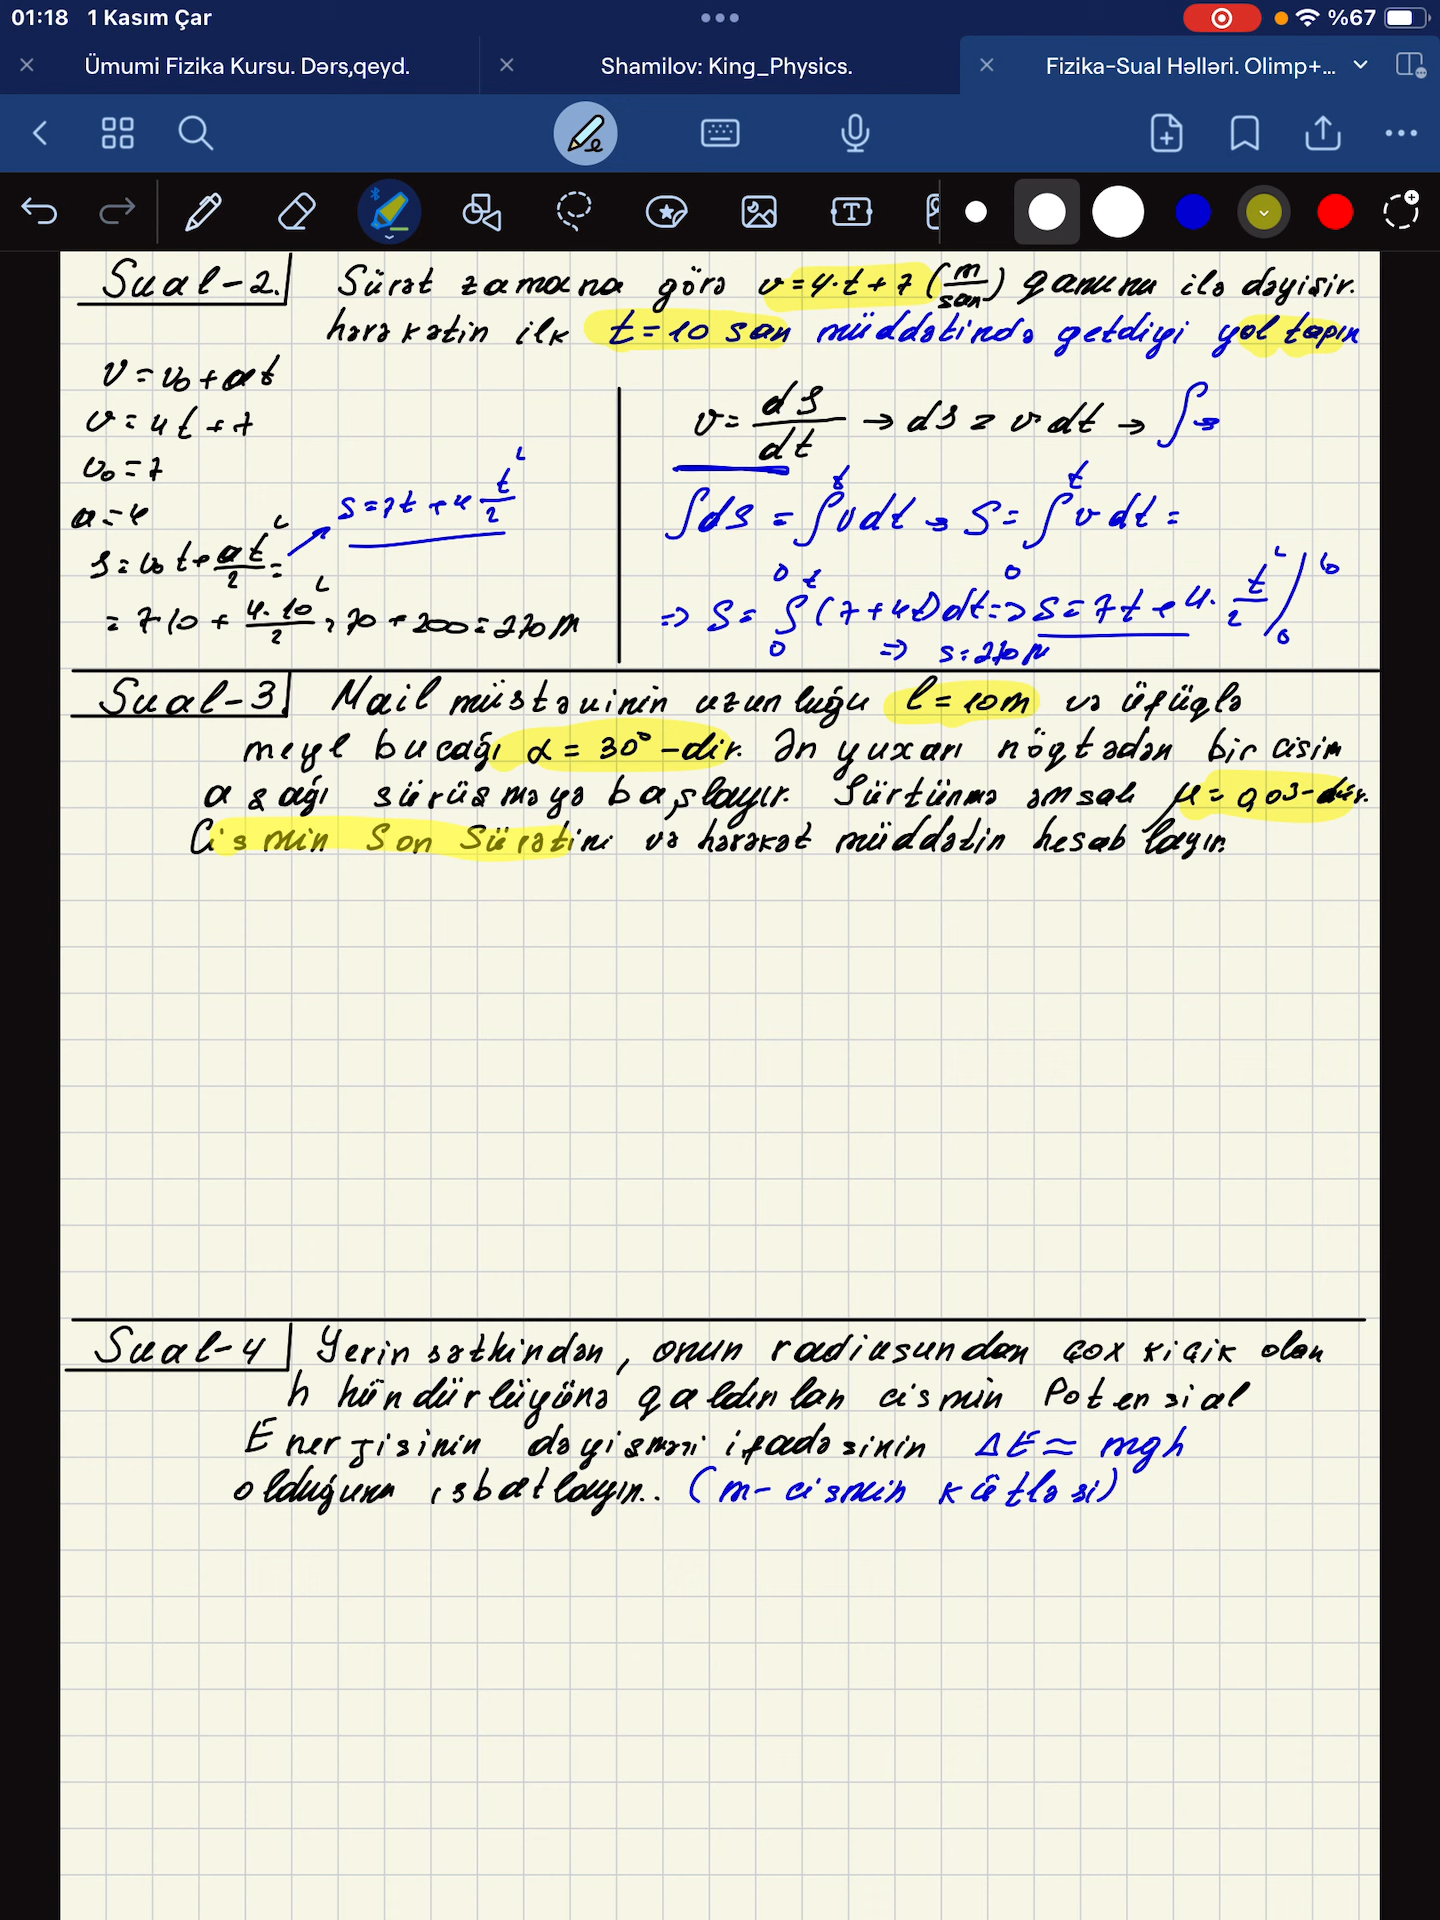 01:18 1 Kasım Çar
%67
Ümumi Fizika Kursu. Dərs,qeyd.
Shamilov: King_Physics.
Fizika-Sual Həlləri. Olimp+...
Sual-2. Sürət zamana görə v=4·t+7 (m/san) qanunu ilə dəyişir.
hərəkətin ilk t=10 san müddətində getdiyi yol tapın
v=v₀+at
v=4t+7
v₀=7
a=4
s=v₀t+at²/2=
s=7t+4t²/2
=7·10+4·10²/2=70+200=270m
v=dS/dt → dS=v·dt → ∫
∫dS=∫₀ᵗvdt → S=∫₀ᵗv dt=
⇒ S=∫₀ᵗ(7+4t)dt ⇒ S=7t+4·t²/2 |₀¹⁰
⇒ s=270m
Sual-3. Mail müstəvinin uzunluğu l=10m və üfüqlə
meyl bucağı α=30°-dir. Ən yuxarı nöqtədən bir cisim
aşağı sürüşməyə başlayır. Sürtünmə əmsalı μ=0,03-dür.
Cismin Son Sürətini və hərəkət müddətin hesablayın.
Sual-4 Yerin səthindən, onun radiusundan çox kiçik olan
h hündürlüyünə qaldırılan cismin Potensial
Enerjisinin dəyişməsi ifadəsinin ΔE≈mgh
olduğunu isbatlayın.. (m-cismin kütləsi)